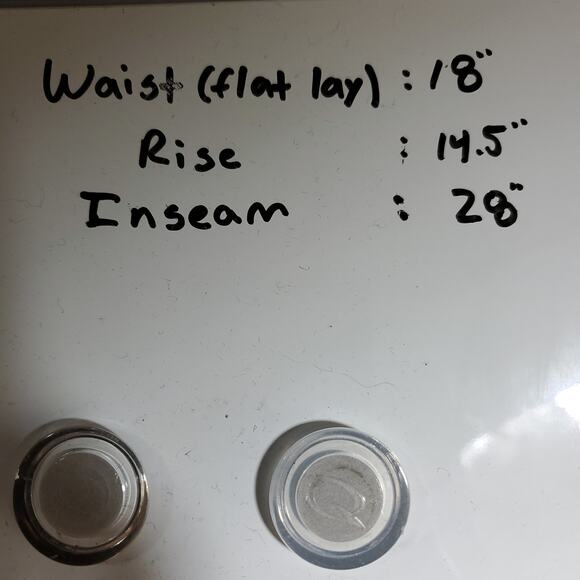 Waist (flat lay) : 18"
Rise : 14.5"
Inseam : 28"